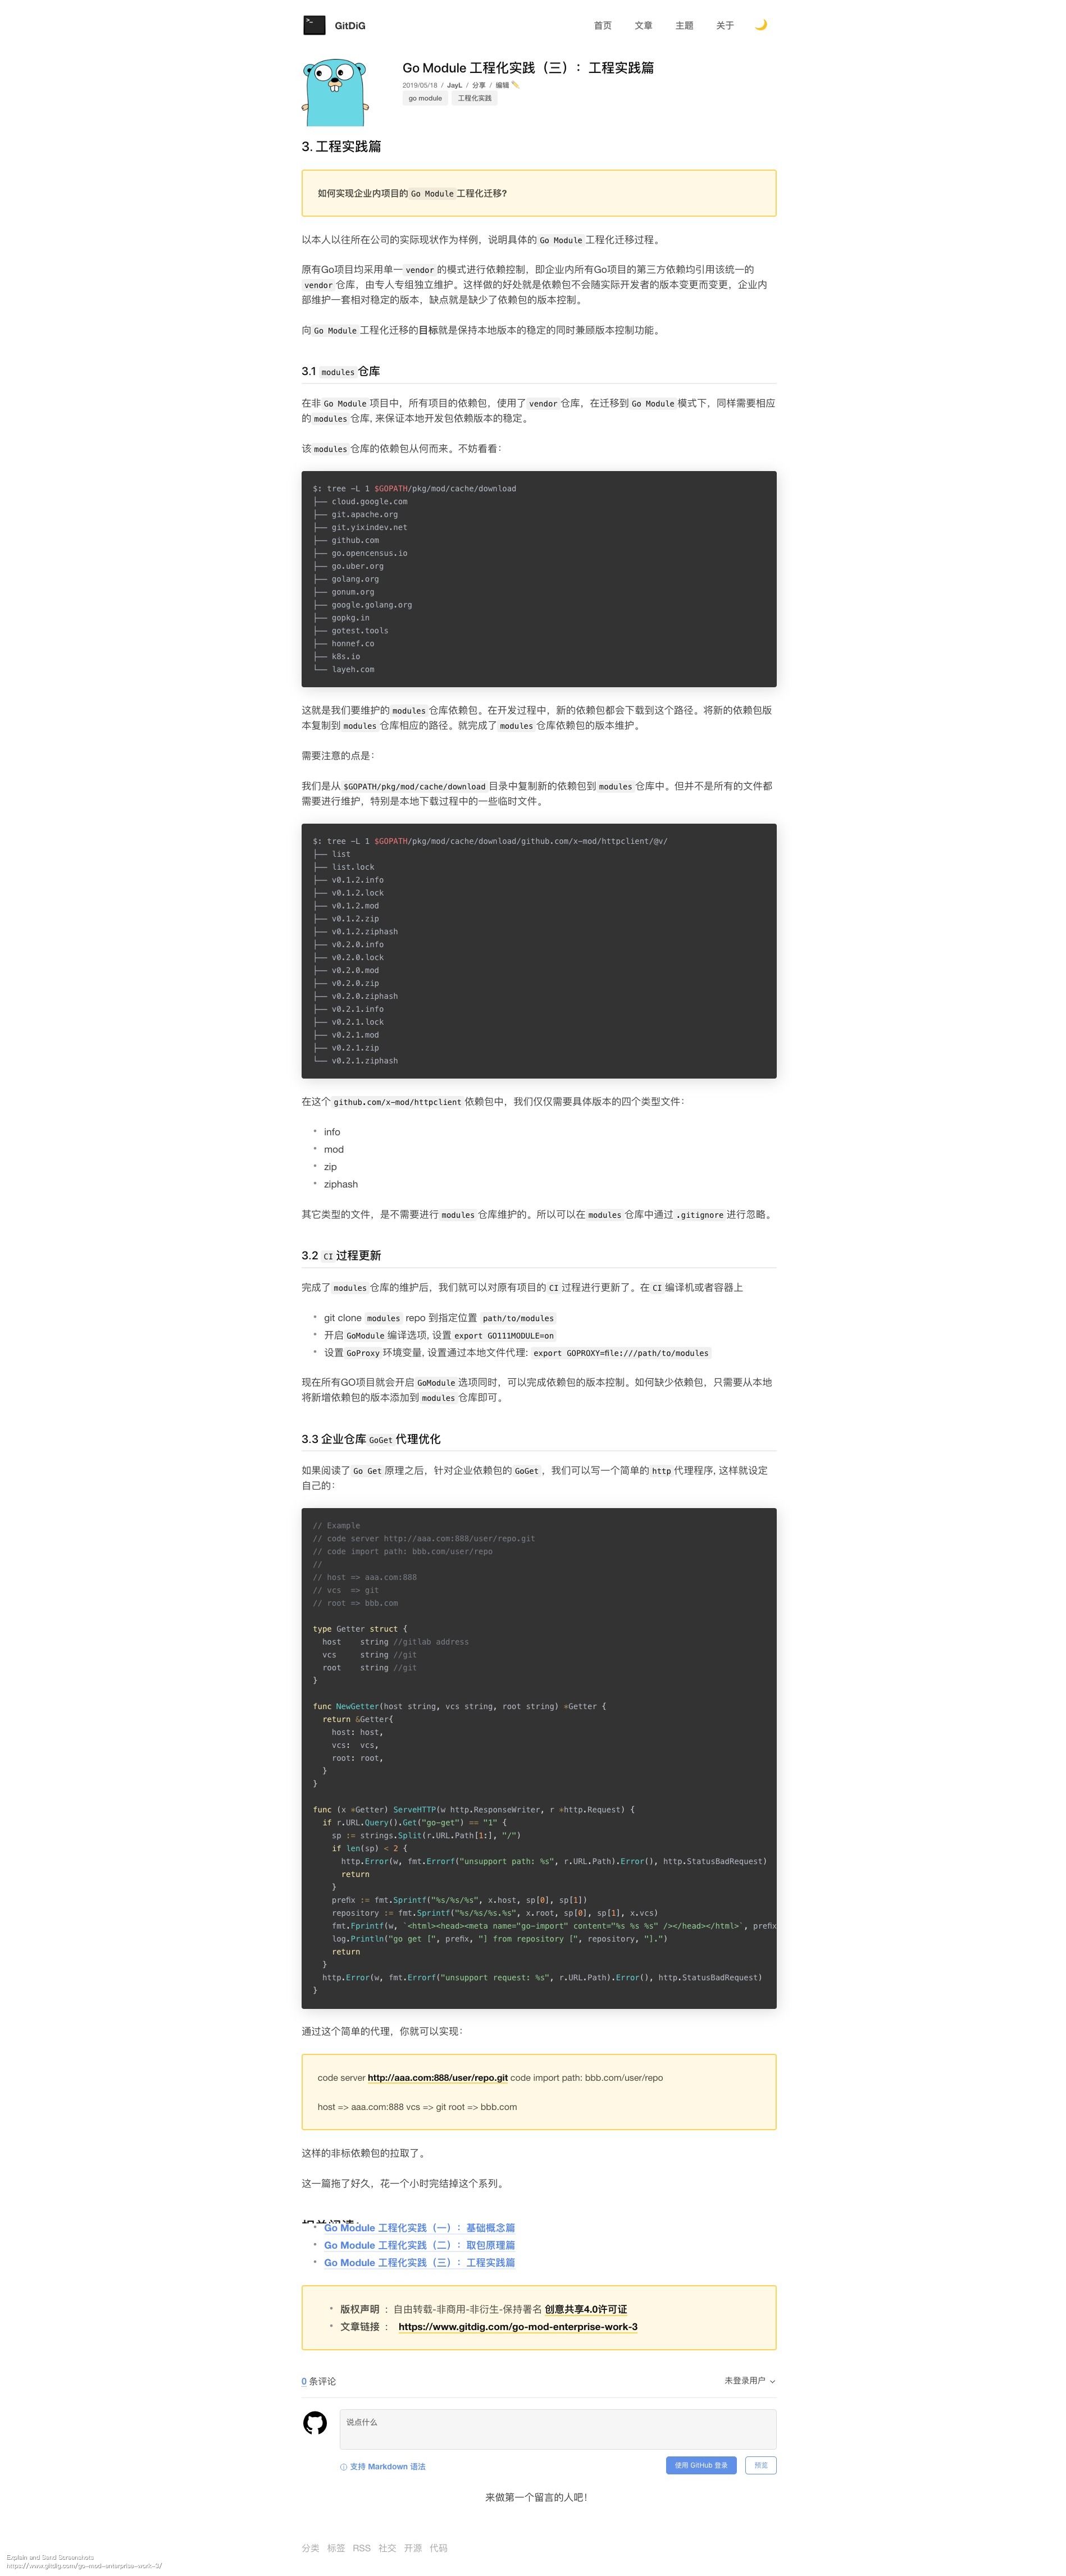 GitDiG
首页 文章 主题 关于
Go Module 工程化实践（三）：工程实践篇
2019/05/18 / JayL / 分享 / 编辑
go module 工程化实践
3. 工程实践篇
如何实现企业内项目的 Go Module 工程化迁移?
以本人以往所在公司的实际现状作为样例，说明具体的 Go Module 工程化迁移过程。
原有Go项目均采用单一 vendor 的模式进行依赖控制，即企业内所有Go项目的第三方依赖均引用该统一的
vendor 仓库，由专人专组独立维护。这样做的好处就是依赖包不会随实际开发者的版本变更而变更，企业内
部维护一套相对稳定的版本，缺点就是缺少了依赖包的版本控制。
向 Go Module 工程化迁移的目标就是保持本地版本的稳定的同时兼顾版本控制功能。
3.1 modules 仓库
在非 Go Module 项目中，所有项目的依赖包，使用了 vendor 仓库，在迁移到 Go Module 模式下，同样需要相应
的 modules 仓库, 来保证本地开发包依赖版本的稳定。
该 modules 仓库的依赖包从何而来。不妨看看：
$: tree -L 1 $GOPATH/pkg/mod/cache/download
├── cloud.google.com
├── git.apache.org
├── git.yixindev.net
├── github.com
├── go.opencensus.io
├── go.uber.org
├── golang.org
├── gonum.org
├── google.golang.org
├── gopkg.in
├── gotest.tools
├── honnef.co
├── k8s.io
└── layeh.com
这就是我们要维护的 modules 仓库依赖包。在开发过程中，新的依赖包都会下载到这个路径。将新的依赖包版
本复制到 modules 仓库相应的路径。就完成了 modules 仓库依赖包的版本维护。
需要注意的点是：
我们是从 $GOPATH/pkg/mod/cache/download 目录中复制新的依赖包到 modules 仓库中。但并不是所有的文件都
需要进行维护，特别是本地下载过程中的一些临时文件。
$: tree -L 1 $GOPATH/pkg/mod/cache/download/github.com/x-mod/httpclient/@v/
├── list
├── list.lock
├── v0.1.2.info
├── v0.1.2.lock
├── v0.1.2.mod
├── v0.1.2.zip
├── v0.1.2.ziphash
├── v0.2.0.info
├── v0.2.0.lock
├── v0.2.0.mod
├── v0.2.0.zip
├── v0.2.0.ziphash
├── v0.2.1.info
├── v0.2.1.lock
├── v0.2.1.mod
├── v0.2.1.zip
└── v0.2.1.ziphash
在这个 github.com/x-mod/httpclient 依赖包中，我们仅仅需要具体版本的四个类型文件：
* info
* mod
* zip
* ziphash
其它类型的文件，是不需要进行 modules 仓库维护的。所以可以在 modules 仓库中通过 .gitignore 进行忽略。
3.2 CI 过程更新
完成了 modules 仓库的维护后，我们就可以对原有项目的 CI 过程进行更新了。在 CI 编译机或者容器上
* git clone modules repo 到指定位置 path/to/modules
* 开启 GoModule 编译选项, 设置 export GO111MODULE=on
* 设置 GoProxy 环境变量, 设置通过本地文件代理: export GOPROXY=file:///path/to/modules
现在所有GO项目就会开启 GoModule 选项同时，可以完成依赖包的版本控制。如何缺少依赖包，只需要从本地
将新增依赖包的版本添加到 modules 仓库即可。
3.3 企业仓库 GoGet 代理优化
如果阅读了 Go Get 原理之后，针对企业依赖包的 GoGet ，我们可以写一个简单的 http 代理程序, 这样就设定
自己的：
// Example
// code server http://aaa.com:888/user/repo.git
// code import path: bbb.com/user/repo
//
// host => aaa.com:888
// vcs  => git
// root => bbb.com
type Getter struct {
  host    string //gitlab address
  vcs     string //git
  root    string //git
}
func NewGetter(host string, vcs string, root string) *Getter {
  return &Getter{
    host: host,
    vcs:  vcs,
    root: root,
  }
}
func (x *Getter) ServeHTTP(w http.ResponseWriter, r *http.Request) {
  if r.URL.Query().Get("go-get") == "1" {
    sp := strings.Split(r.URL.Path[1:], "/")
    if len(sp) < 2 {
      http.Error(w, fmt.Errorf("unsupport path: %s", r.URL.Path).Error(), http.StatusBadRequest)
      return
    }
    prefix := fmt.Sprintf("%s/%s/%s", x.host, sp[0], sp[1])
    repository := fmt.Sprintf("%s/%s/%s.%s", x.root, sp[0], sp[1], x.vcs)
    fmt.Fprintf(w, `<html><head><meta name="go-import" content="%s %s %s" /></head></html>`, prefix
    log.Println("go get [", prefix, "] from repository [", repository, "].")
    return
  }
  http.Error(w, fmt.Errorf("unsupport request: %s", r.URL.Path).Error(), http.StatusBadRequest)
}
通过这个简单的代理，你就可以实现：
code server http://aaa.com:888/user/repo.git code import path: bbb.com/user/repo
host => aaa.com:888 vcs => git root => bbb.com
这样的非标依赖包的拉取了。
这一篇拖了好久，花一个小时完结掉这个系列。
* Go Module 工程化实践（一）：基础概念篇
* Go Module 工程化实践（二）：取包原理篇
* Go Module 工程化实践（三）：工程实践篇
* 版权声明 ：自由转载-非商用-非衍生-保持署名 创意共享4.0许可证
* 文章链接 ： https://www.gitdig.com/go-mod-enterprise-work-3
0 条评论 未登录用户
说点什么
支持 Markdown 语法 使用 GitHub 登录 预览
来做第一个留言的人吧！
分类 标签 RSS 社交 开源 代码
Explain and Send Screenshots
https://www.gitdig.com/go-mod-enterprise-work-3/